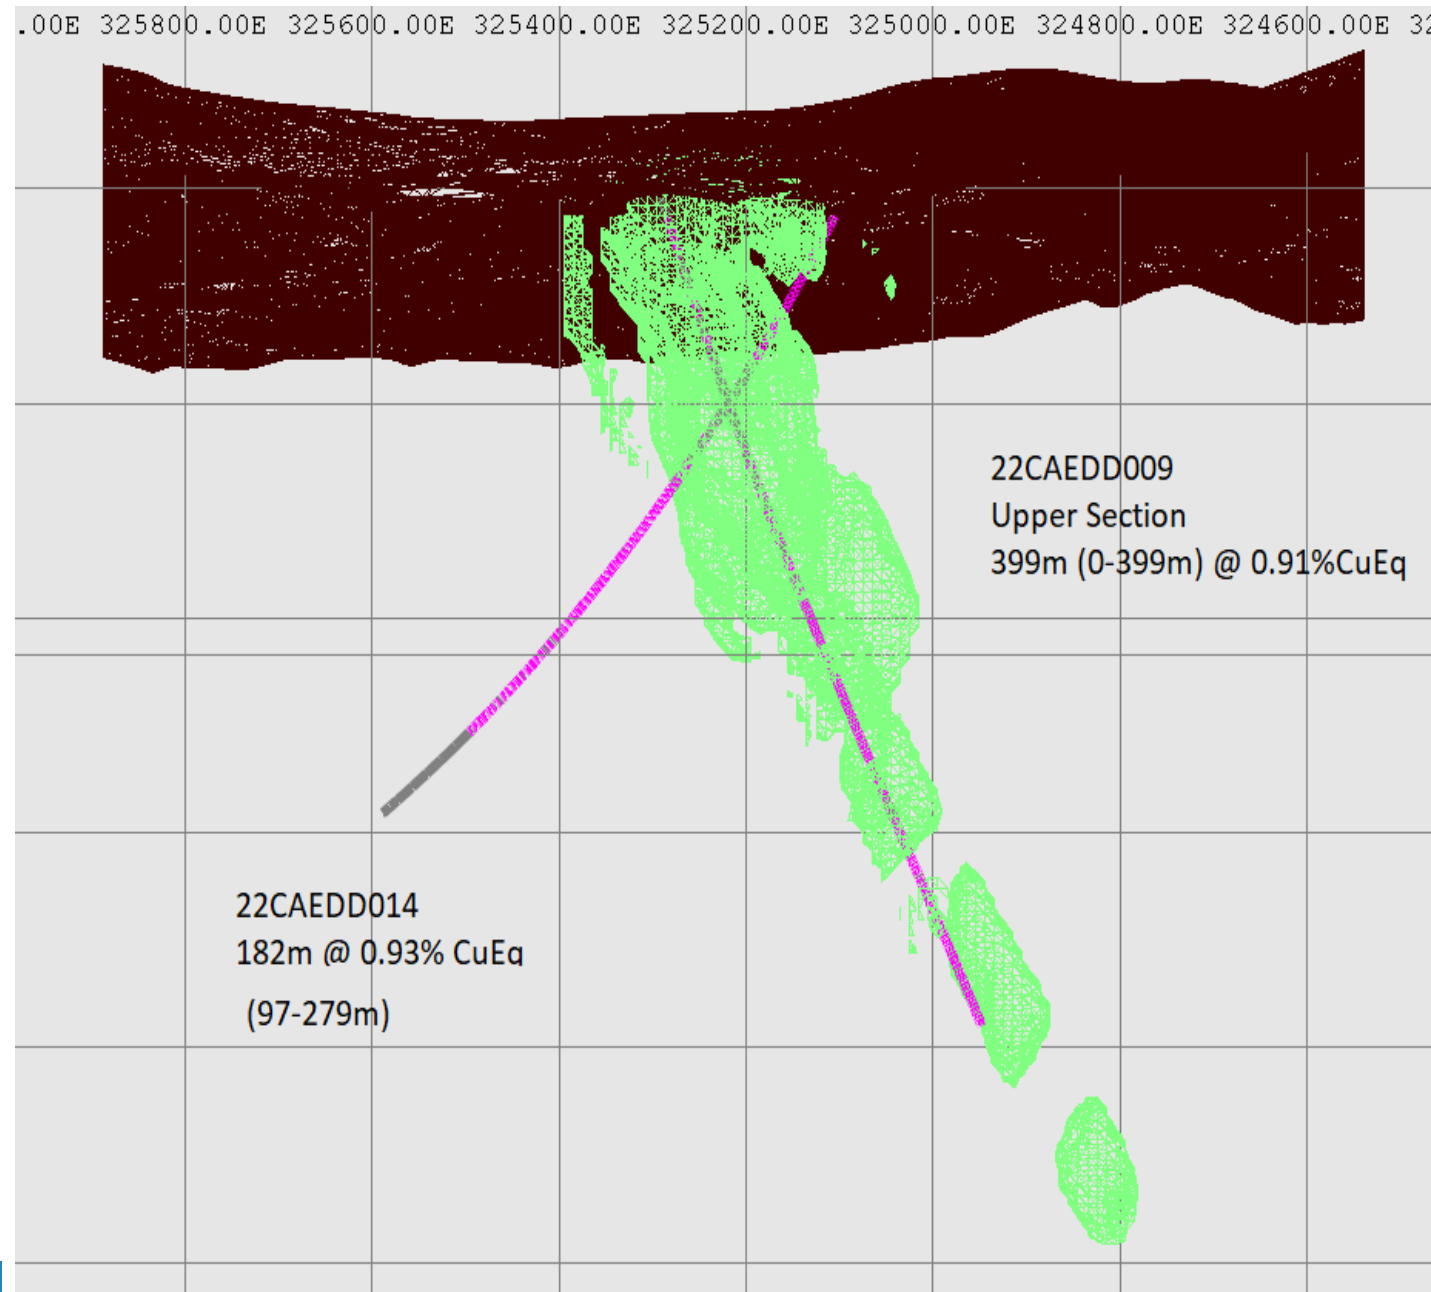 .00E 325800.00E 325600.00E 325400.00E 325200.00E 325000.00E 324800.00E 324600.00E 32
22CAEDD009
Upper Section
399m (0-399m) @ 0.91%CuEq
22CAEDD014
182m @ 0.93% CuEq
(97-279m)